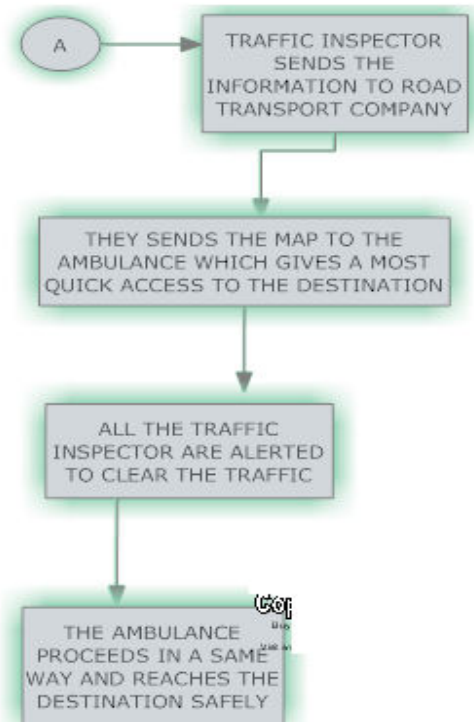 A
TRAFFIC INSPECTOR
SENDS THE
INFORMATION TO ROAD
TRANSPORT COMPANY
THEY SENDS THE MAP TO THE
AMBULANCE WHICH GIVES A MOST
QUICK ACCESS TO THE DESTINATION
ALL THE TRAFFIC
INSPECTOR ARE ALERTED
TO CLEAR THE TRAFFIC
THE AMBULANCE
PROCEEDS IN A SAME
WAY AND REACHES THE
DESTINATION SAFELY